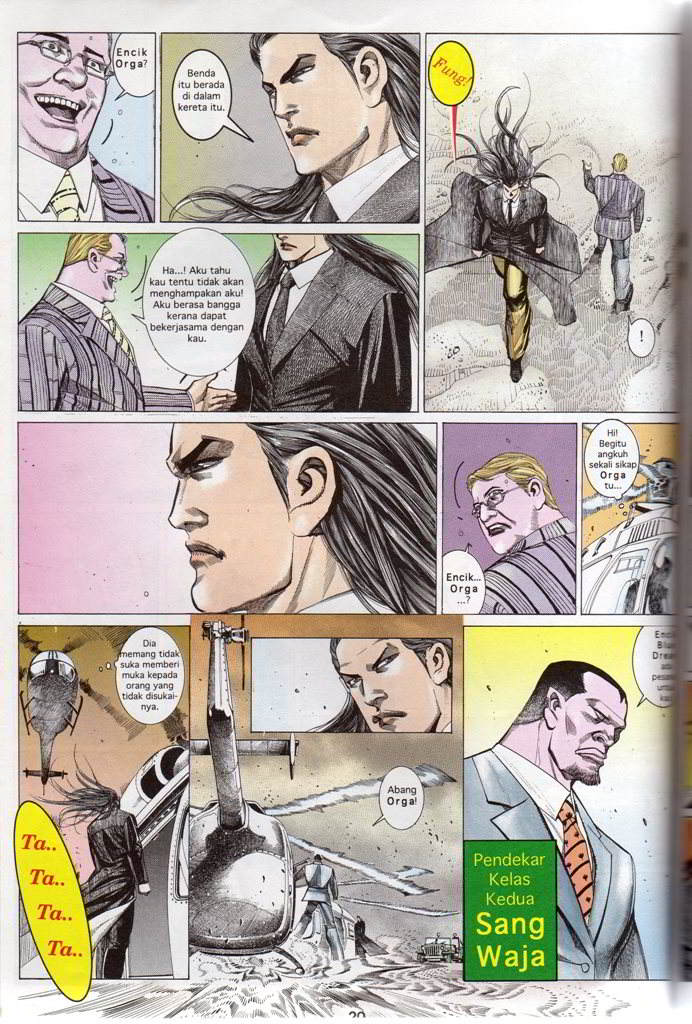 Encik
Orga?
Benda
itu berada
di dalam
kereta itu.
Fung!
Ha...! Aku tahu
kau tentu tidak akan
menghampakan aku!
Aku berasa bangga
kerana dapat
bekerjasama dengan
kau.
!
Encik...
Orga
...?
Hi!
Begitu
angkuh
sekali sikap
Orga
tu...
Dia
memang tidak
suka memberi
muka kepada
orang yang
tidak disukai-
nya.
Ta..
Ta..
Ta..
Ta..
Abang
Orga!
Pendekar
Kelas
Kedua
Sang
Waja
20